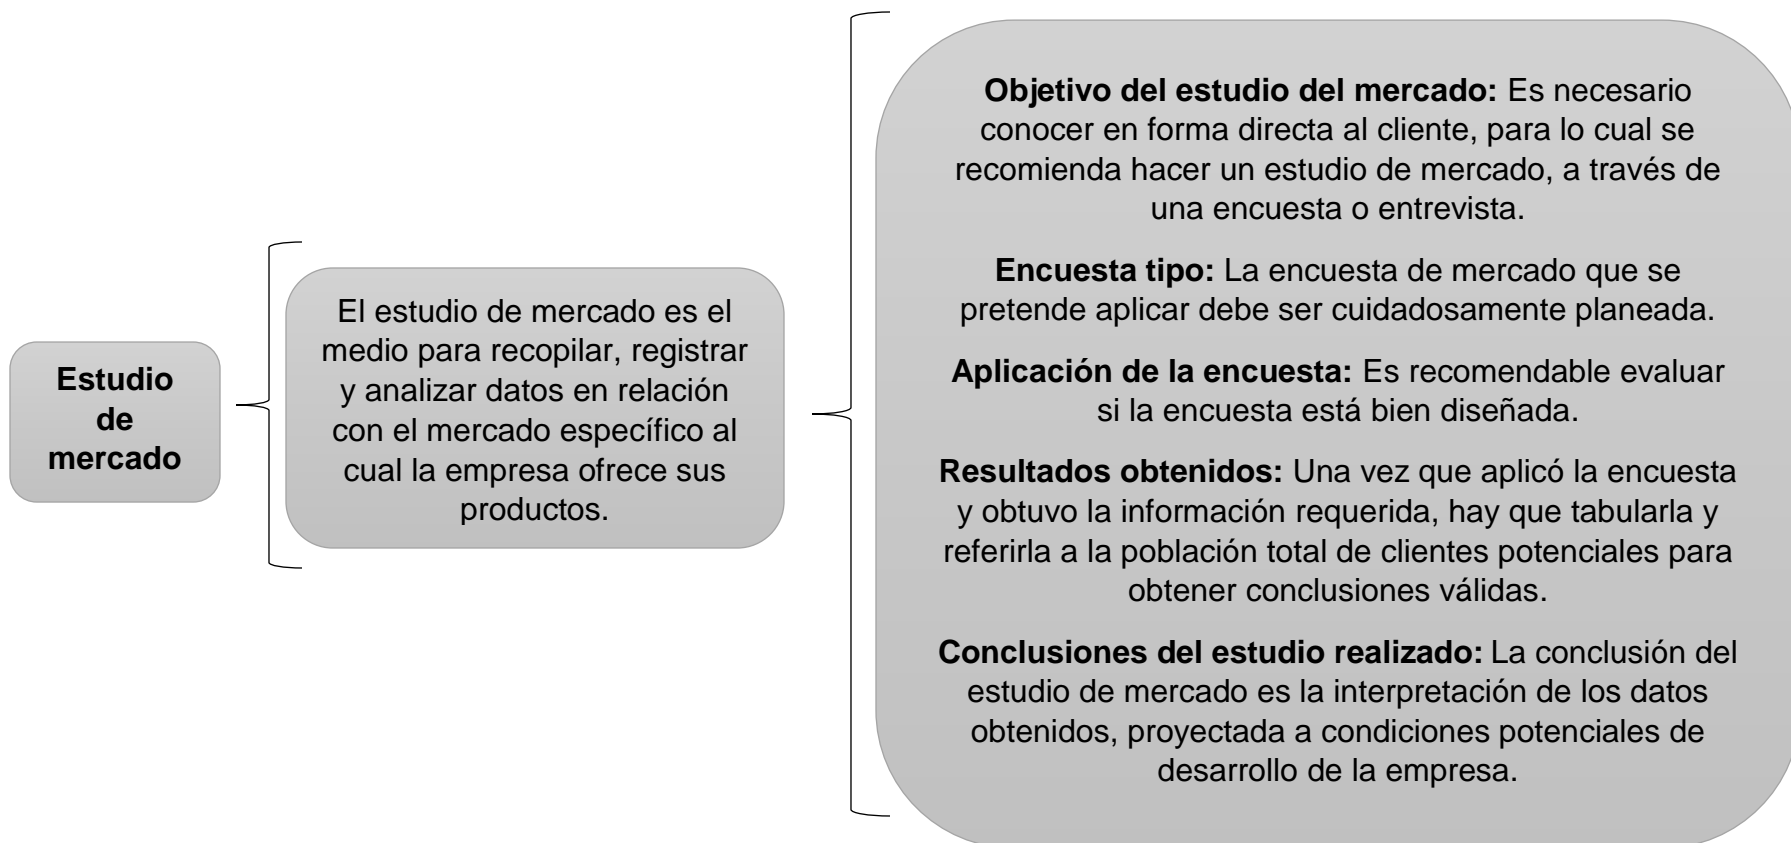 Estudio
de
mercado
El estudio de mercado es el
medio para recopilar, registrar
y analizar datos en relación
con el mercado específico al
cual la empresa ofrece sus
productos.
Objetivo del estudio del mercado: Es necesario
conocer en forma directa al cliente, para lo cual se
recomienda hacer un estudio de mercado, a través de
una encuesta o entrevista.
Encuesta tipo: La encuesta de mercado que se
pretende aplicar debe ser cuidadosamente planeada.
Aplicación de la encuesta: Es recomendable evaluar
si la encuesta está bien diseñada.
Resultados obtenidos: Una vez que aplicó la encuesta
y obtuvo la información requerida, hay que tabularla y
referirla a la población total de clientes potenciales para
obtener conclusiones válidas.
Conclusiones del estudio realizado: La conclusión del
estudio de mercado es la interpretación de los datos
obtenidos, proyectada a condiciones potenciales de
desarrollo de la empresa.